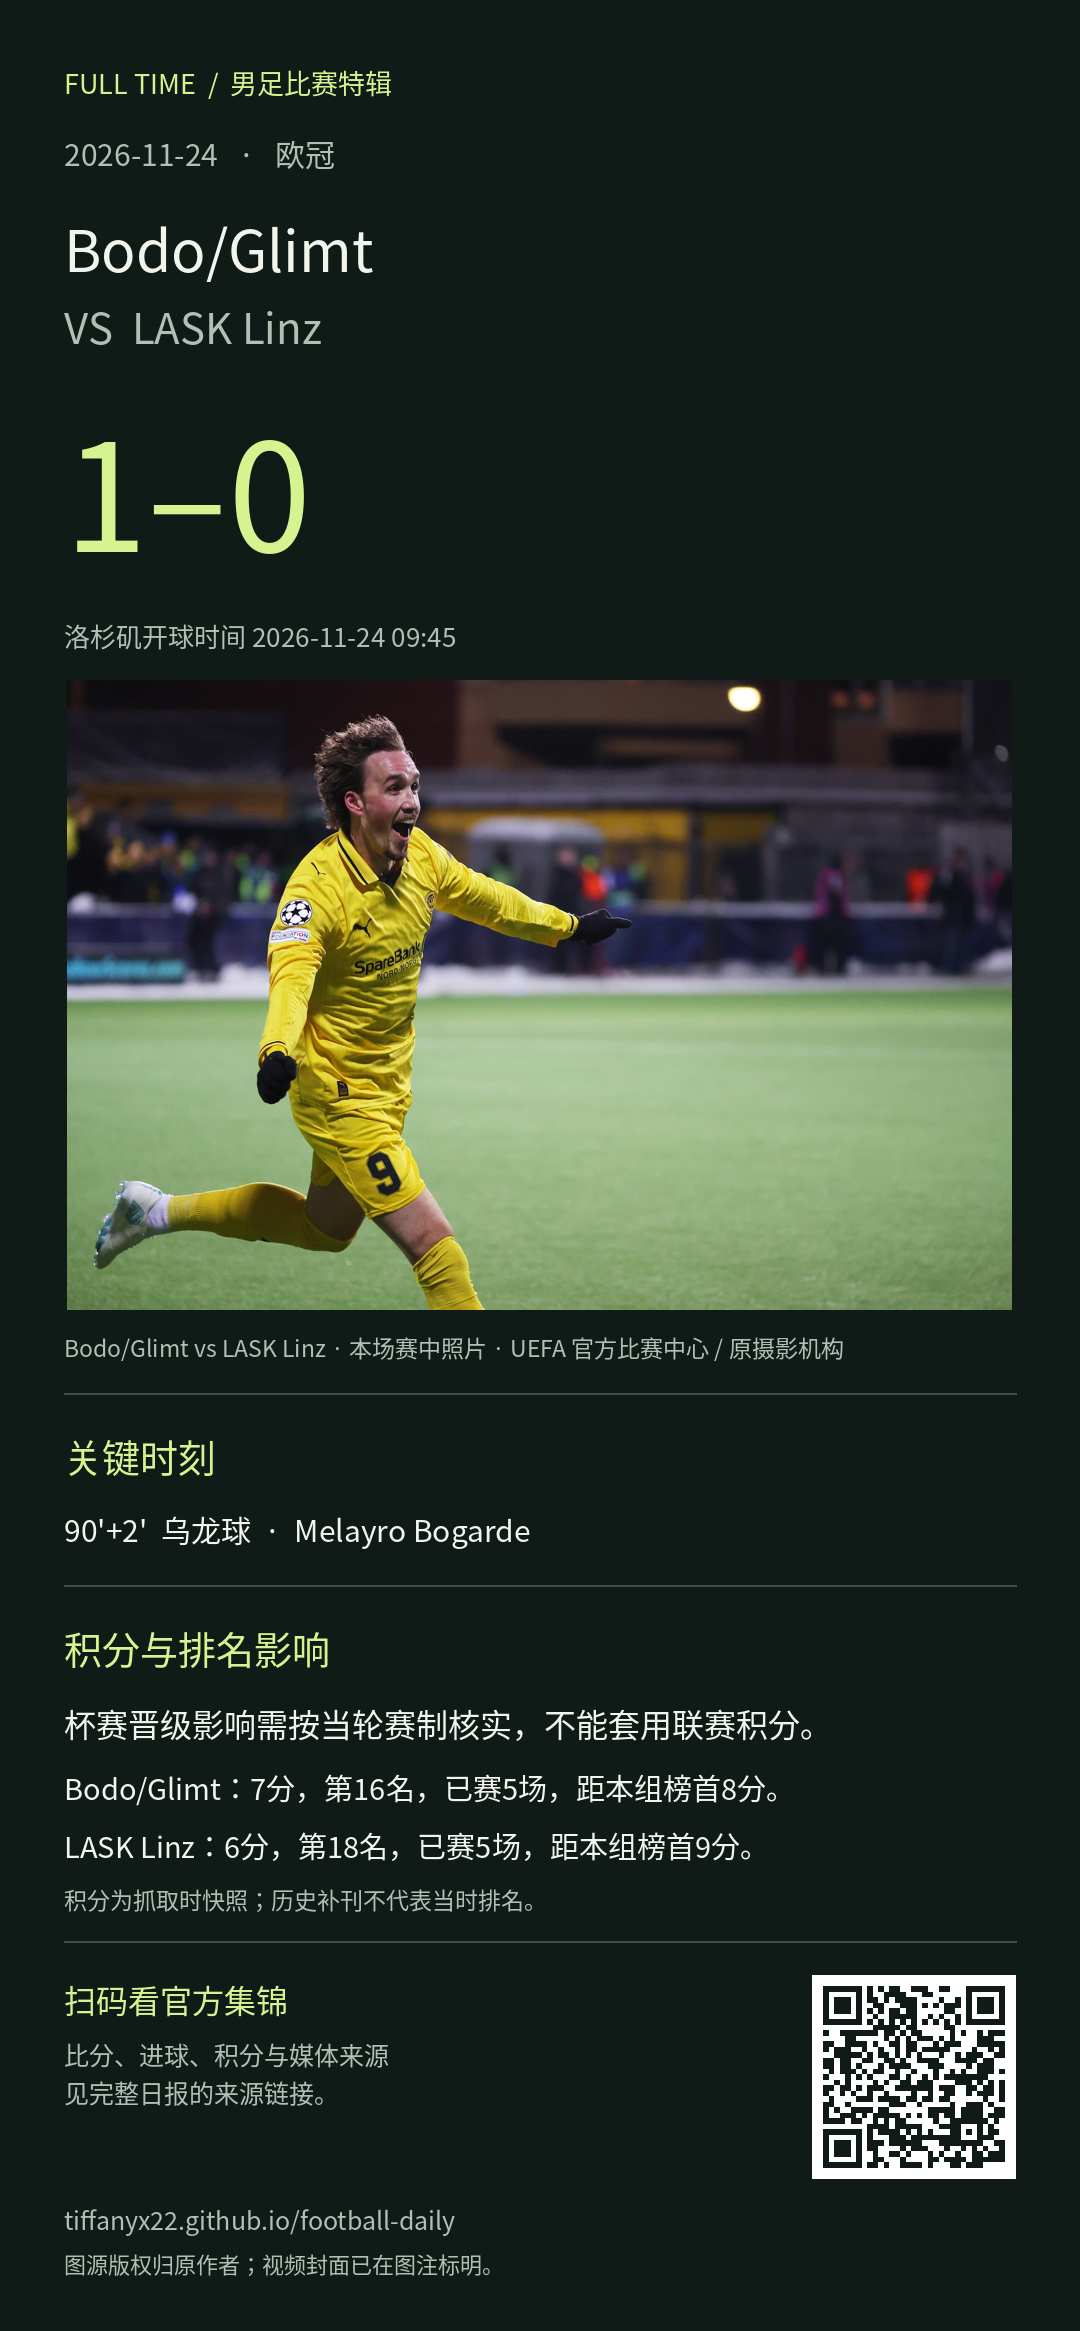 FULL TIME / 男足比赛特辑
2026-11-24 · 欧冠
Bodo/Glimt
VS LASK Linz
1–0
洛杉矶开球时间 2026-11-24 09:45
FOUNDATION
SpareBank
NORD-NORGE
9
Bodo/Glimt vs LASK Linz · 本场赛中照片 · UEFA 官方比赛中心 / 原摄影机构
关键时刻
90'+2' 乌龙球 · Melayro Bogarde
积分与排名影响
杯赛晋级影响需按当轮赛制核实，不能套用联赛积分。
Bodo/Glimt：7分，第16名，已赛5场，距本组榜首8分。
LASK Linz：6分，第18名，已赛5场，距本组榜首9分。
积分为抓取时快照；历史补刊不代表当时排名。
扫码看官方集锦
比分、进球、积分与媒体来源
见完整日报的来源链接。
tiffanyx22.github.io/football-daily
图源版权归原作者；视频封面已在图注标明。